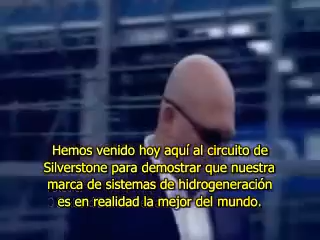 Hemos venido hoy aquí al circuito de
Silverstone para demostrar que nuestra
marca de sistemas de hidrogeneración
es en realidad la mejor del mundo.